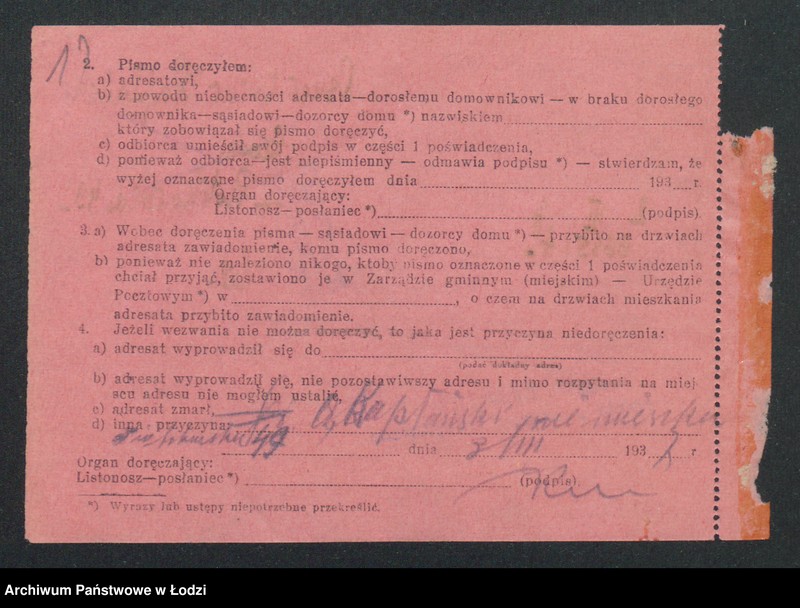 2. Pismo doręczyłem:
a) adresatowi,
b) z powodu nieobecności adresata—dorosłemu domownikowi — w braku dorosłego
domownika—sąsiadowi—dozorcy domu *) nazwiskiem
który zobowiązał się pismo doręczyć,
c) odbiorca umieścił swój podpis w części 1 poświadczenia,
d) ponieważ odbiorca—jest niepiśmienny — odmawia podpisu *) — stwierdzam, że
wyżej oznaczone pismo doręczyłem dnia 193 r.
Organ doręczający:
Listonosz—posłaniec *) (podpis).
3. a) Wobec doręczenia pisma — sąsiadowi — dozorcy domu *) — przybito na drzwiach
adresata zawiadomienie, komu pismo doręczono,
b) ponieważ nie znaleziono nikogo, ktoby pismo oznaczone w części 1 poświadczenia
chciał przyjąć, zostawiono je w Zarządzie gminnym (miejskim) — Urzędzie
Pocztowym *) w , o czem na drzwiach mieszkania
adresata przybito zawiadomienie.
4. Jeżeli wezwania nie można doręczyć, to jaka jest przyczyna niedoręczenia:
a) adresat wyprowadził się do
(podać dokładny adres)
b) adresat wyprowadził się, nie pozostawiwszy adresu i mimo rozpytania na miej-
scu adresu nie mogłem ustalić,
c) adresat zmarł,
d) inna przyczyna Kapłański nie mieszka
49 dnia 3/III 1932 r
Organ doręczający:
Listonosz—posłaniec *) (podpis).
*) Wyrazy lub ustępy niepotrzebne przekreślić.
Archiwum Państwowe w Łodzi